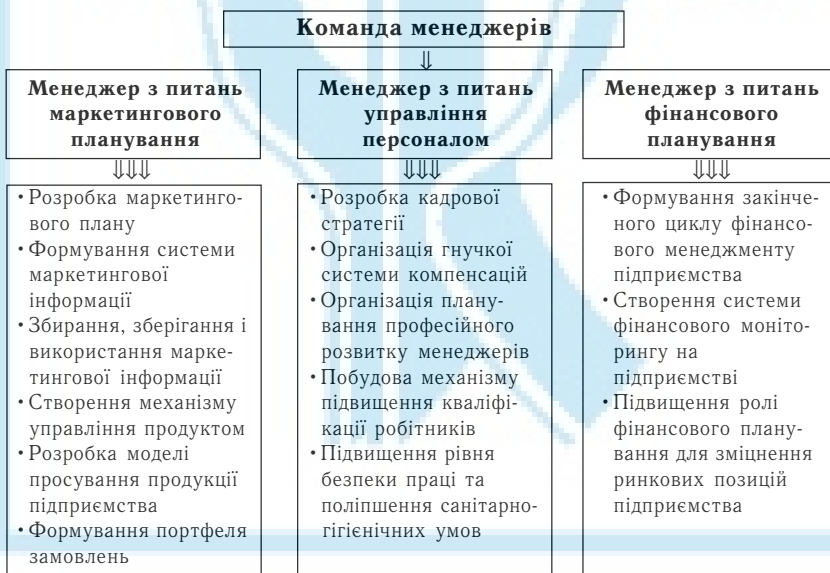 Команда менеджерів
⇓
Менеджер з питань
маркетингового
планування
⇓⇓⇓
• Розробка маркетинго-
вого плану
• Формування системи
маркетингової
інформації
• Збирання, зберігання і
використання марке-
тингової інформації
• Створення механізму
управління продуктом
• Розробка моделі
просування продукції
підприємства
• Формування портфеля
замовлень
Менеджер з питань
управління
персоналом
⇓⇓⇓
• Розробка кадрової
стратегії
• Організація гнучкої
системи компенсацій
• Організація плану-
вання професійного
розвитку менеджерів
• Побудова механізму
підвищення кваліфі-
кації робітників
• Підвищення рівня
безпеки праці та
поліпшення санітарно-
гігієнічних умов
Менеджер з питань
фінансового
планування
⇓⇓⇓
• Формування закінче-
ного циклу фінансо-
вого менеджменту
підприємства
• Створення системи
фінансового моніто-
рингу на
підприємстві
• Підвищення ролі
фінансового плану-
вання для зміцнення
ринкових позицій
підприємства